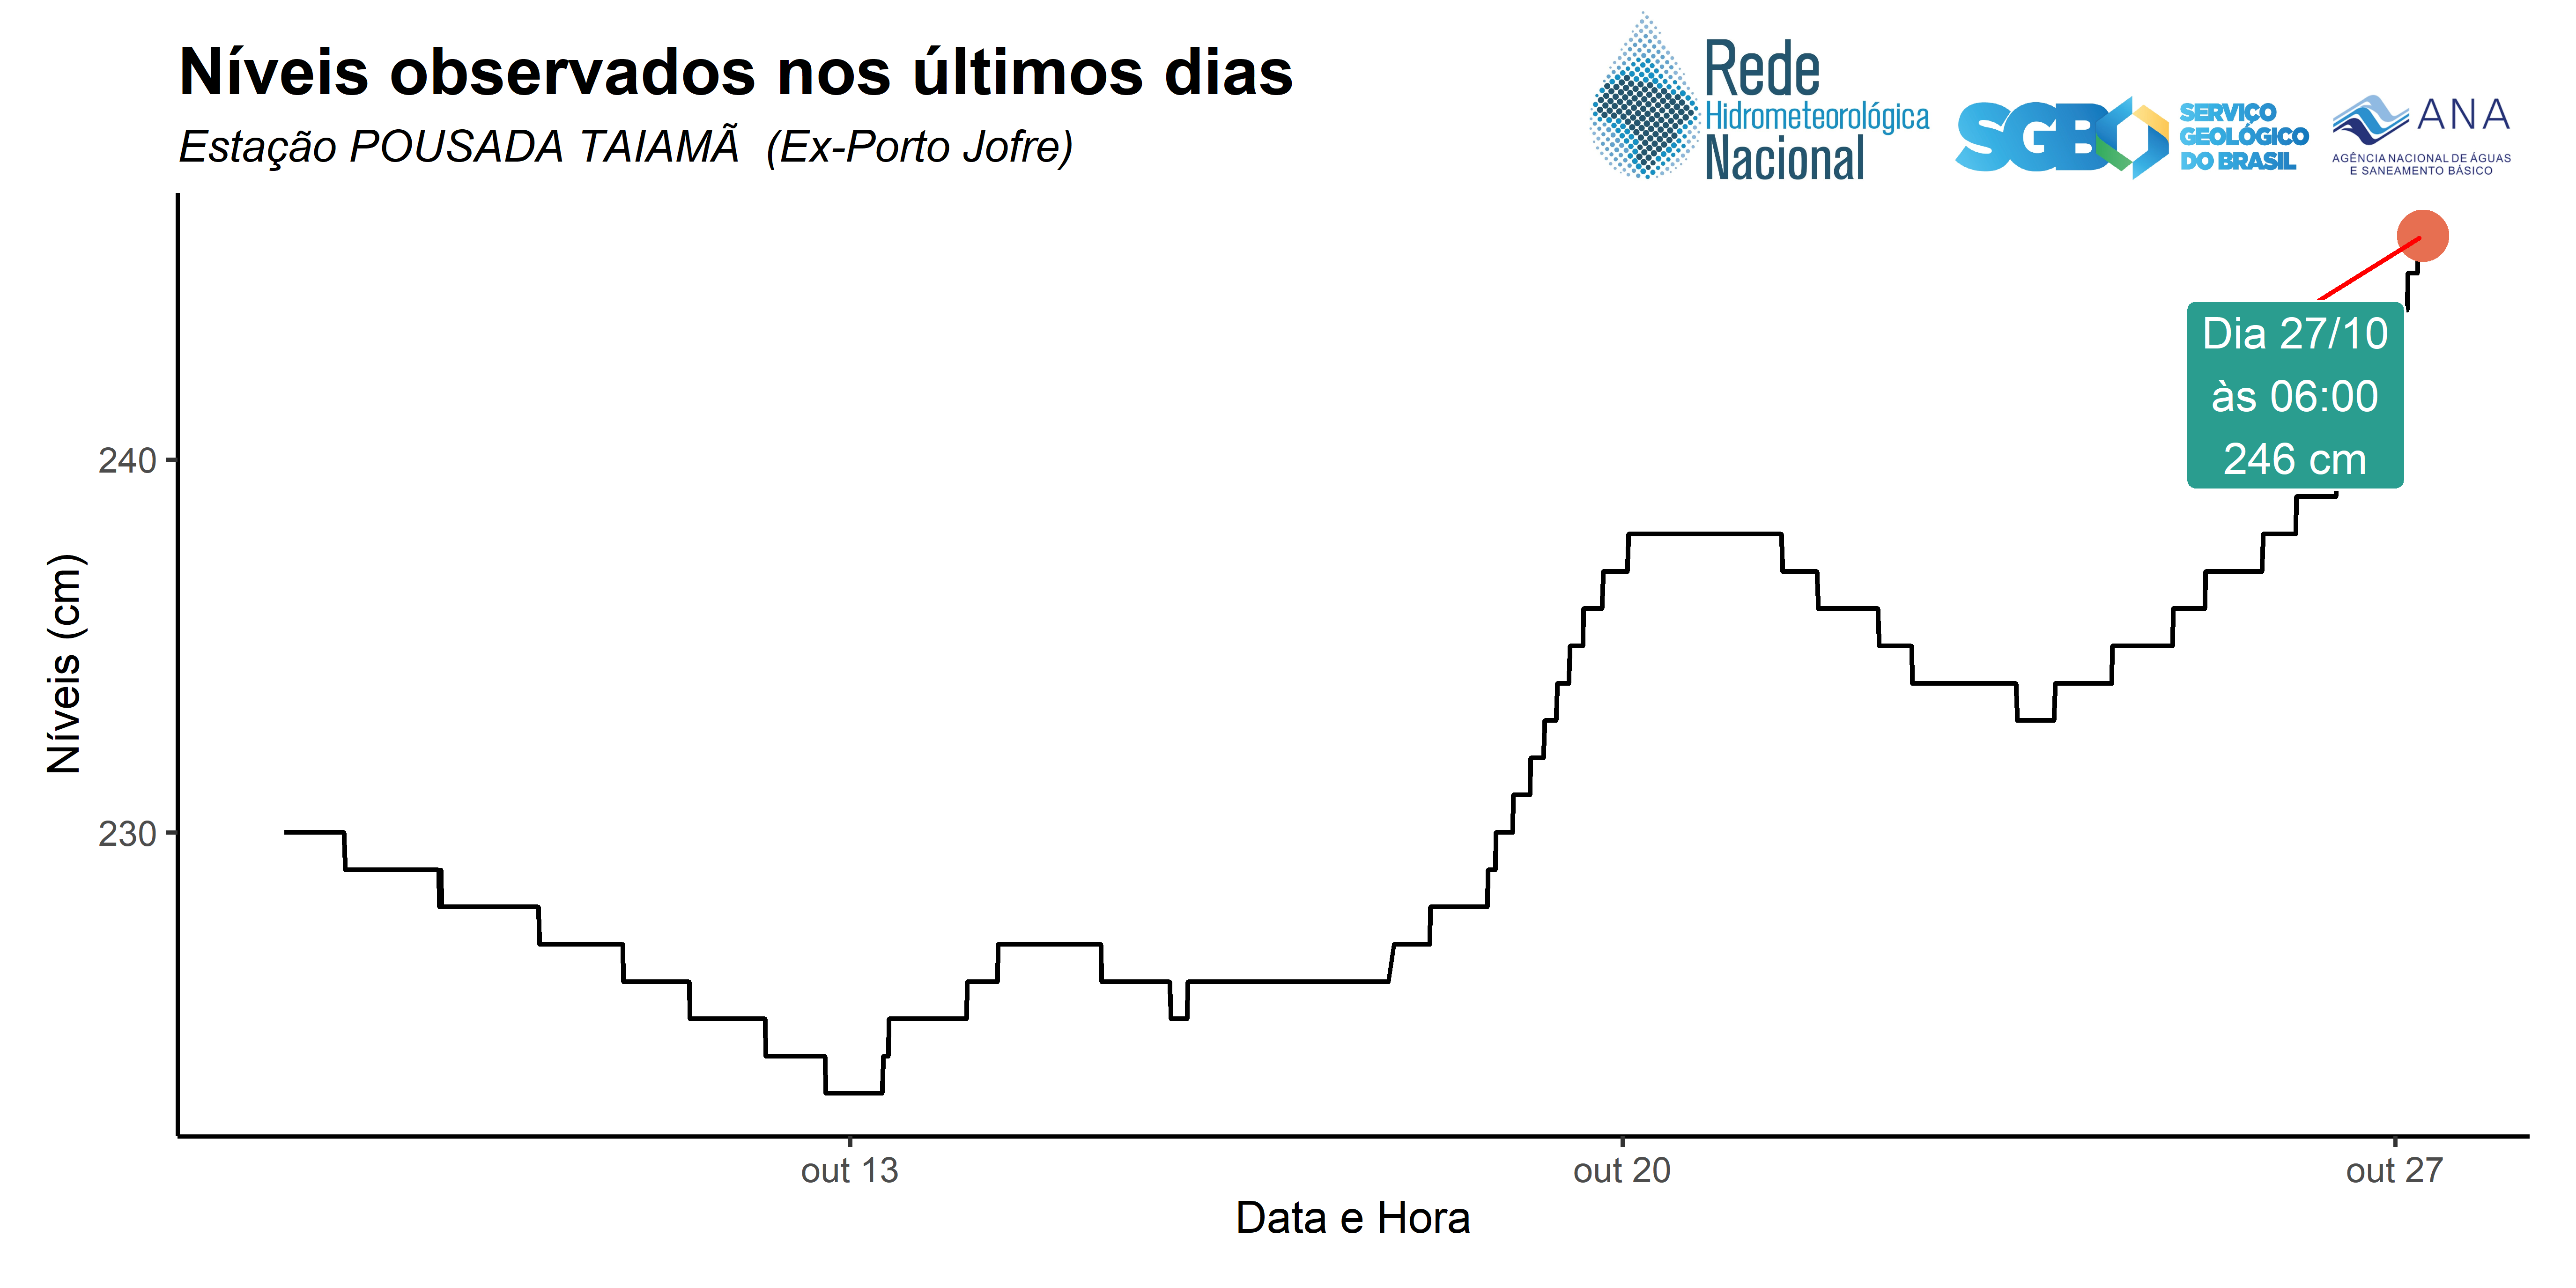 Níveis observados nos últimos dias
Estação POUSADA TAIAMÃ  (Ex-Porto Jofre)
Rede
Hidrometeorológica
Nacional
SGB
SERVIÇO
GEOLÓGICO
DO BRASIL
ANA
AGÊNCIA NACIONAL DE ÁGUAS
E SANEAMENTO BÁSICO
Dia 27/10
às 06:00
246 cm
240
230
Níveis (cm)
out 13
out 20
out 27
Data e Hora